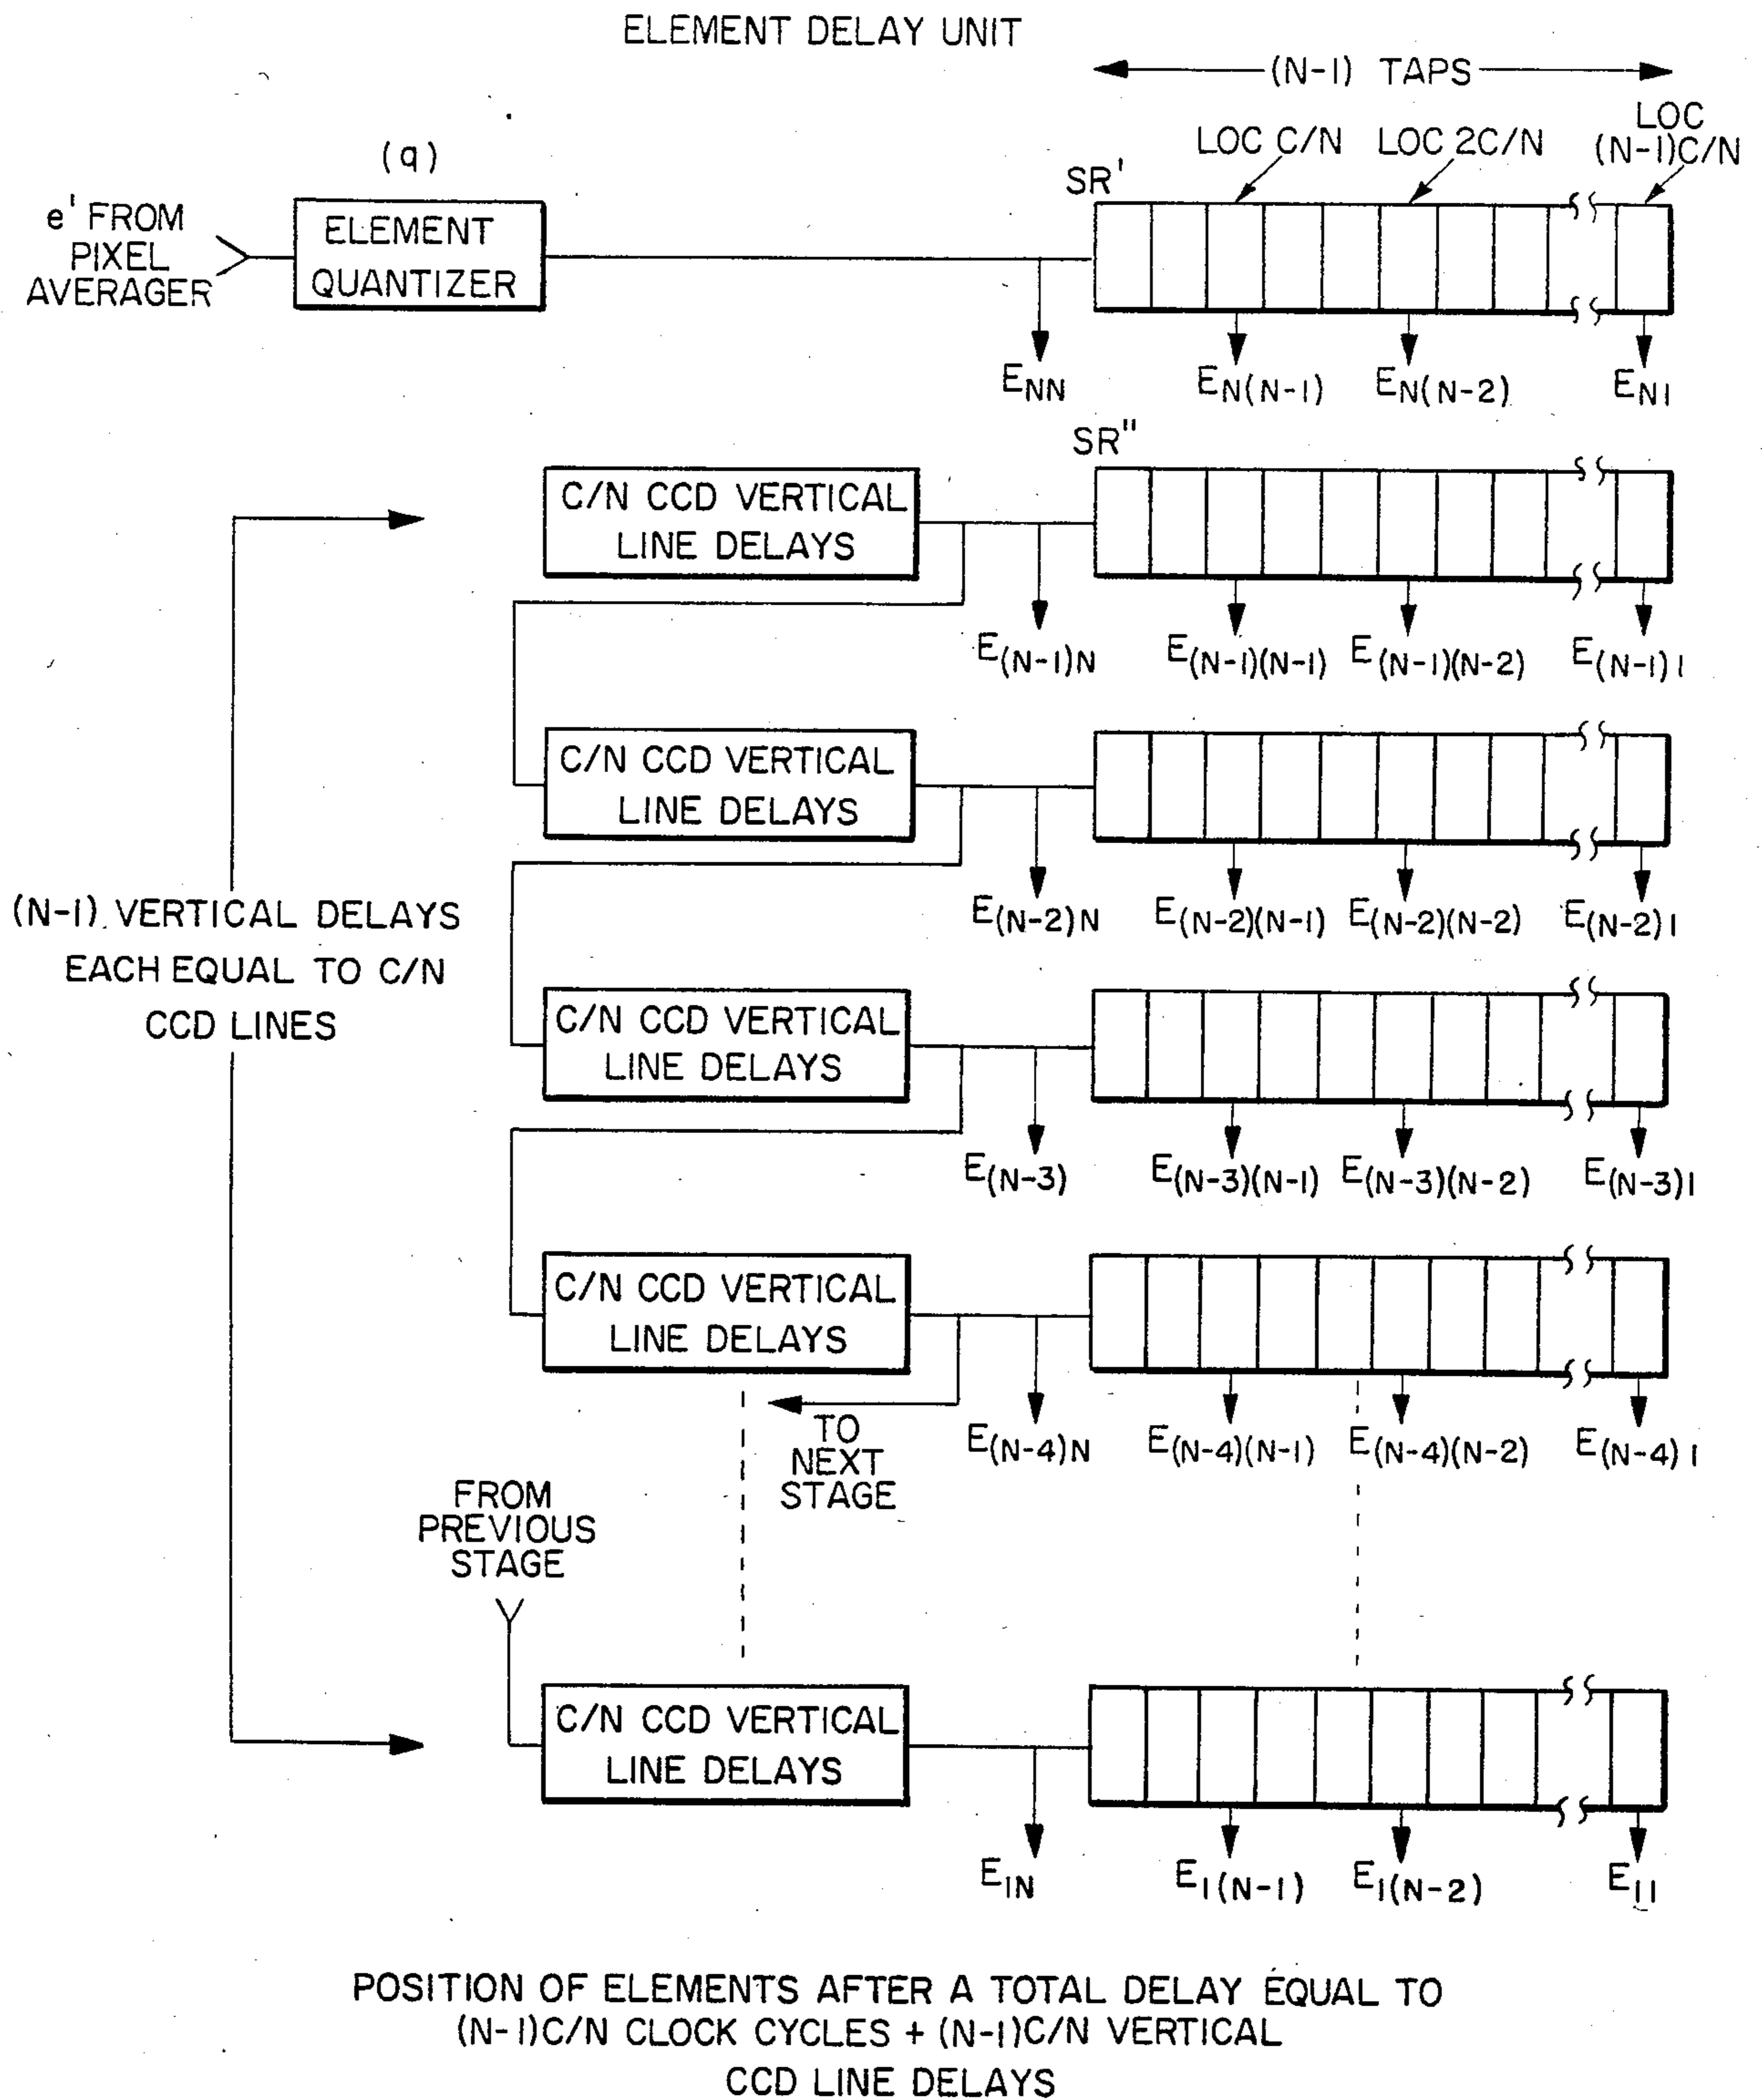 ELEMENT DELAY UNIT
(N-1) TAPS
LOC C/N
LOC 2C/N
LOC
(N-1)C/N
(q)
SR'
e' FROM
PIXEL
AVERAGER
ELEMENT
QUANTIZER
ENN
EN(N-1)
EN(N-2)
EN1
SR"
C/N CCD VERTICAL
LINE DELAYS
E(N-1)N
E(N-1)(N-1)
E(N-1)(N-2)
E(N-1)1
C/N CCD VERTICAL
LINE DELAYS
E(N-2)N
E(N-2)(N-1)
E(N-2)(N-2)
E(N-2)1
(N-1) VERTICAL DELAYS
EACH EQUAL TO C/N
CCD LINES
C/N CCD VERTICAL
LINE DELAYS
E(N-3)
E(N-3)(N-1)
E(N-3)(N-2)
E(N-3)1
C/N CCD VERTICAL
LINE DELAYS
TO
NEXT
STAGE
E(N-4)N
E(N-4)(N-1)
E(N-4)(N-2)
E(N-4)1
FROM
PREVIOUS
STAGE
C/N CCD VERTICAL
LINE DELAYS
E1N
E1(N-1)
E1(N-2)
E11
POSITION OF ELEMENTS AFTER A TOTAL DELAY EQUAL TO
(N-1)C/N CLOCK CYCLES + (N-1)C/N VERTICAL
CCD LINE DELAYS